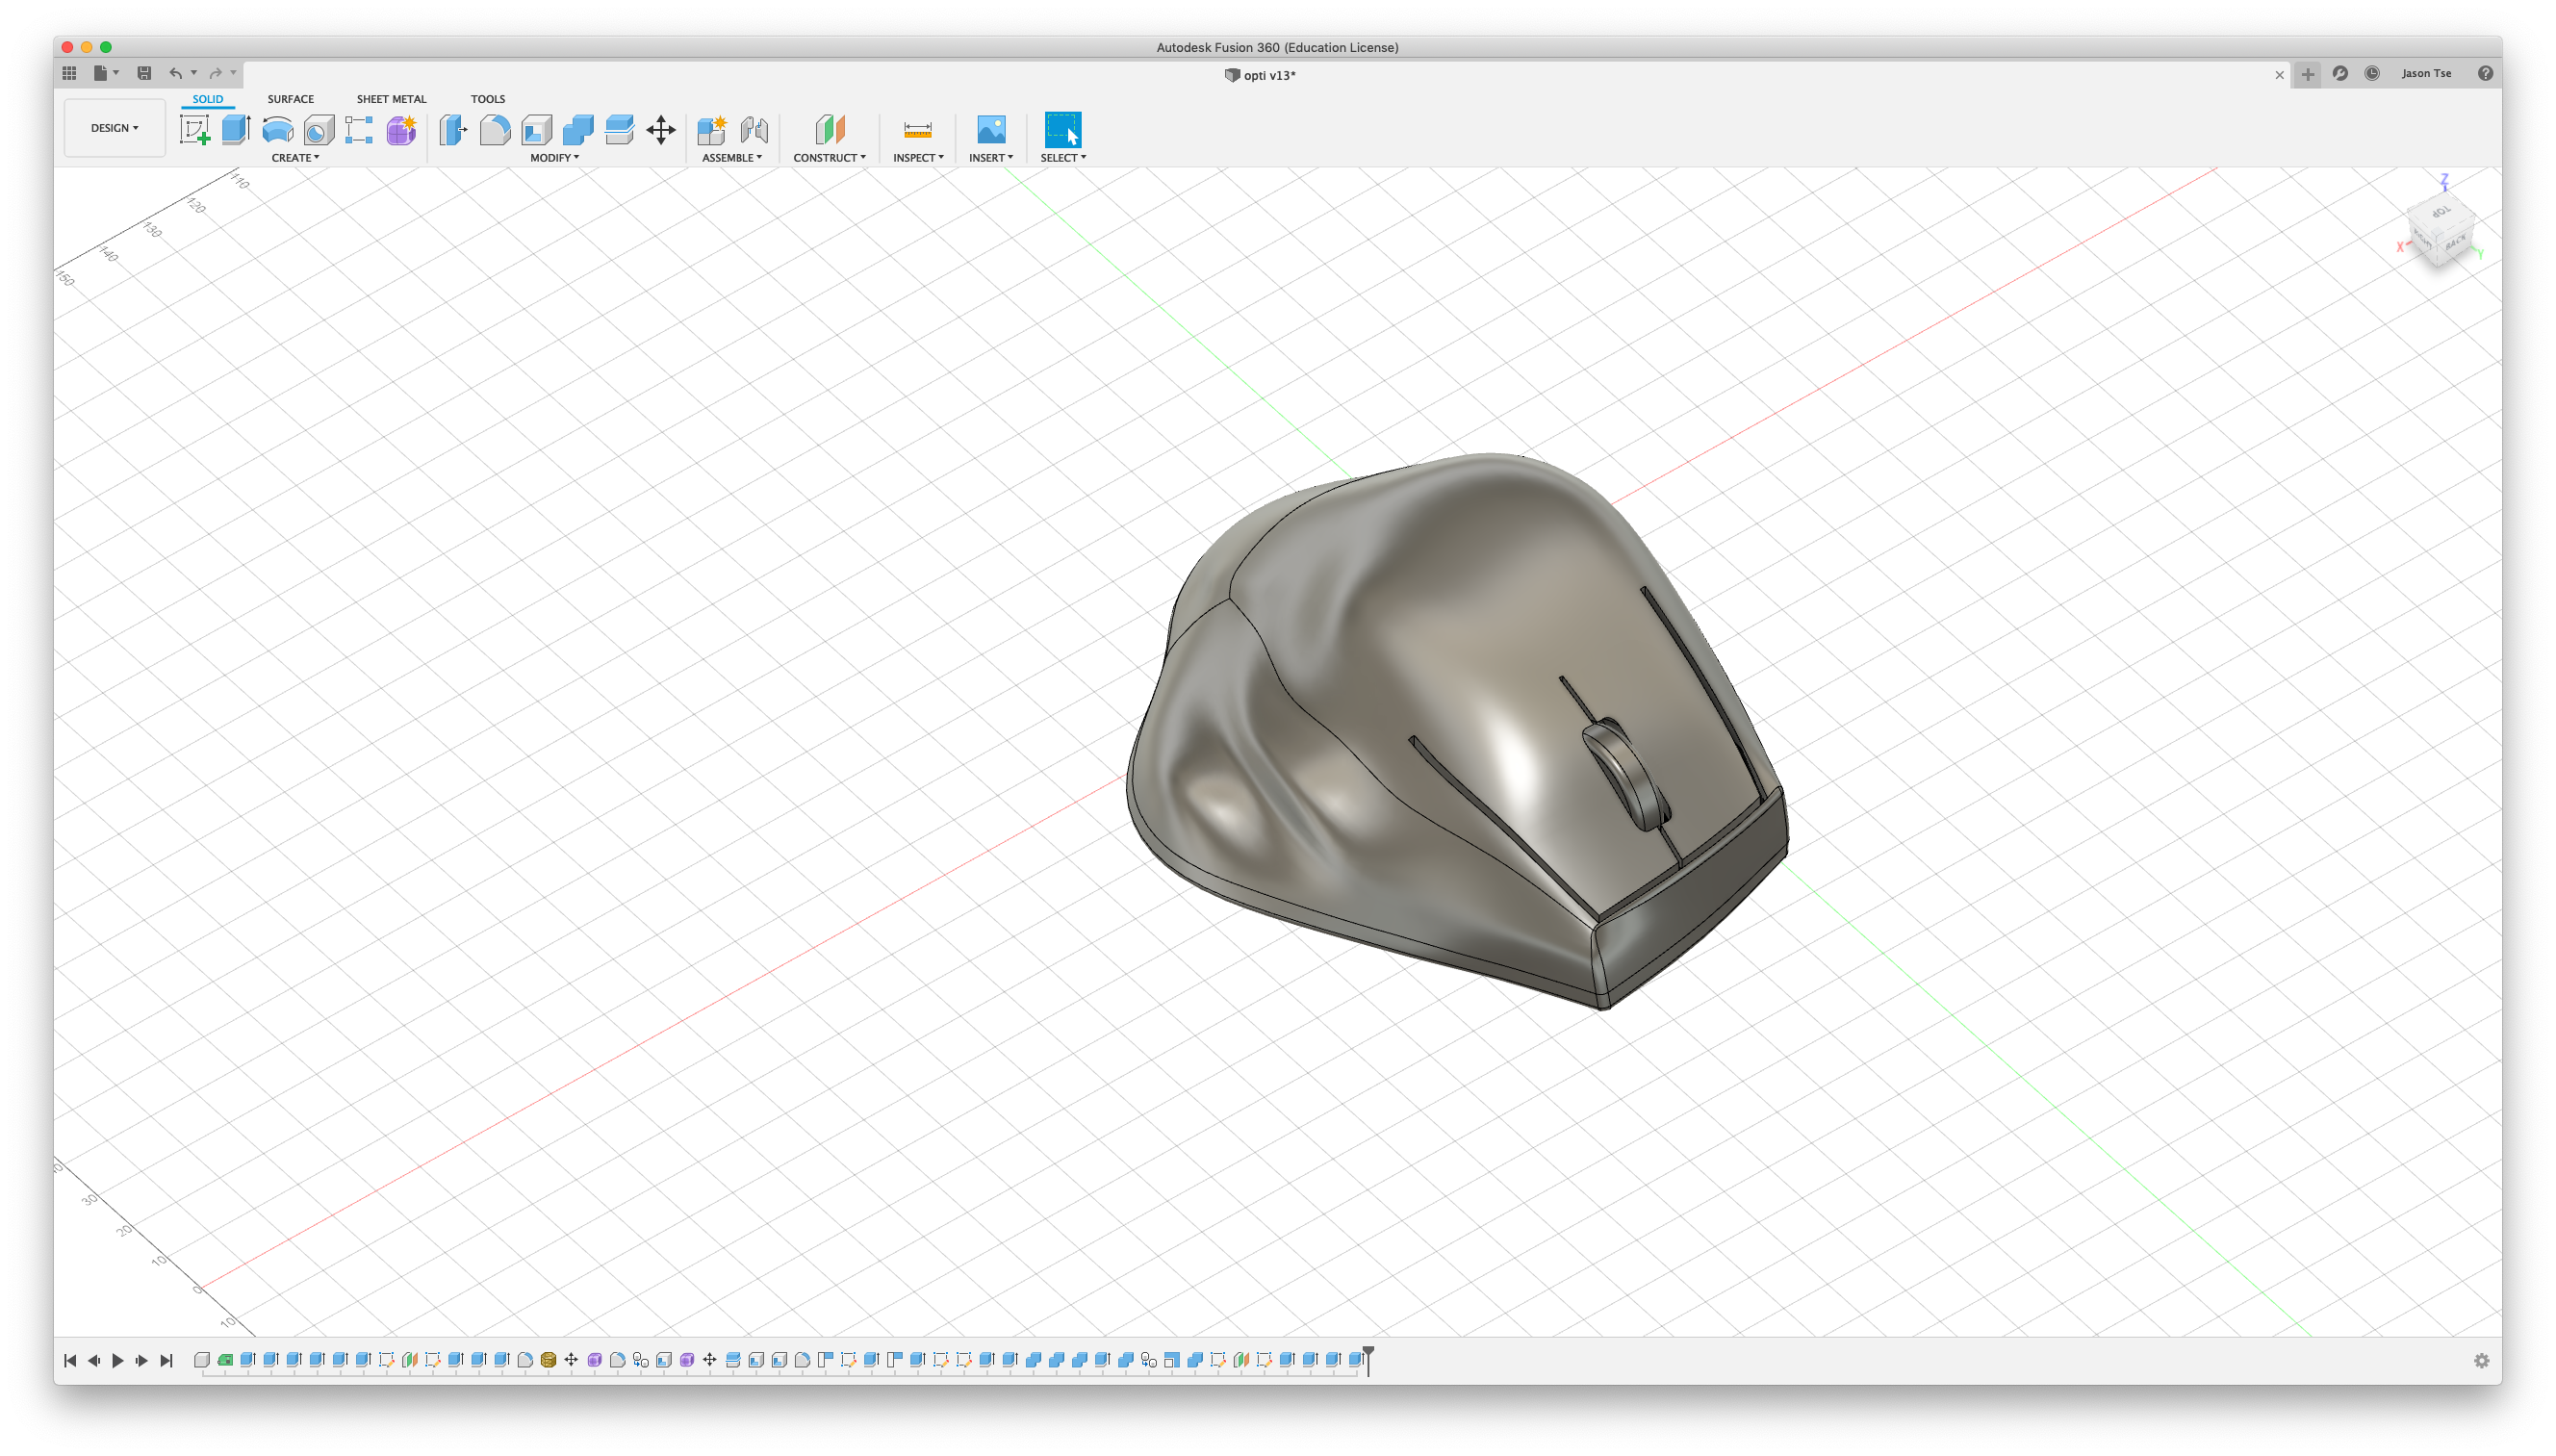 Autodesk Fusion 360 (Education License)
opti v13*
Jason Tse
SOLID SURFACE SHEET METAL TOOLS
DESIGN
CREATE MODIFY ASSEMBLE CONSTRUCT INSPECT INSERT SELECT
110
120
130
140
150
Z
TOP
X RIGHT BACK Y
30
20
10
0
10